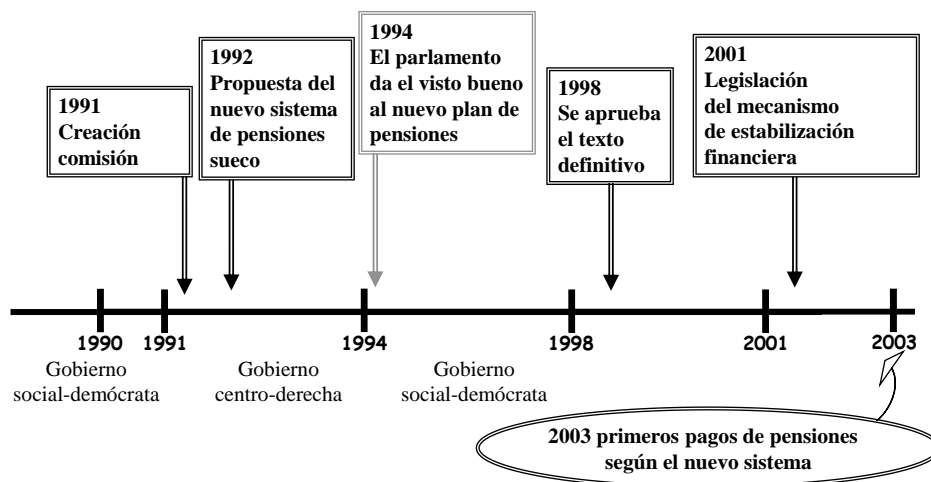 1991
Creación
comisión
1992
Propuesta del
nuevo sistema
de pensiones
sueco
1994
El parlamento
da el visto bueno
al nuevo plan de
pensiones
1998
Se aprueba
el texto
definitivo
2001
Legislación
del mecanismo
de estabilización
financiera
1990
1991
1994
1998
2001
2003
Gobierno
social-demócrata
Gobierno
centro-derecha
Gobierno
social-demócrata
2003 primeros pagos de pensiones
según el nuevo sistema